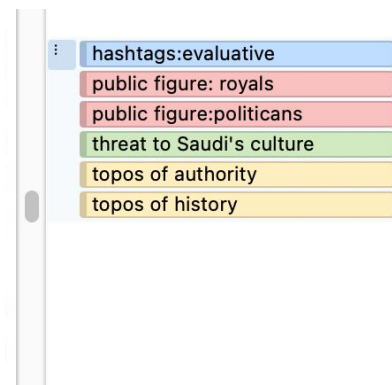 hashtags:evaluative
public figure: royals
public figure:politicans
threat to Saudi's culture
topos of authority
topos of history